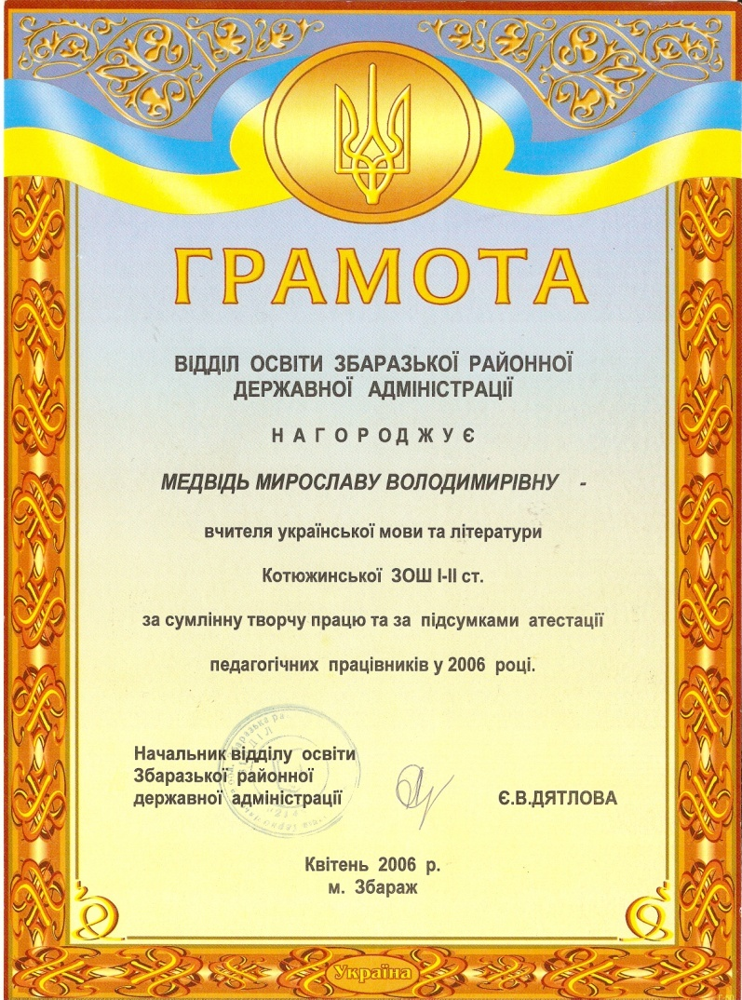 ГРАМОТА
ВІДДІЛ ОСВІТИ ЗБАРАЗЬКОЇ РАЙОННОЇ
ДЕРЖАВНОЇ АДМІНІСТРАЦІЇ
НАГОРОДЖУЄ
МЕДВІДЬ МИРОСЛАВУ ВОЛОДИМИРІВНУ -
вчителя української мови та літератури
Котюжинської ЗОШ І-ІІ ст.
за сумлінну творчу працю та за підсумками атестації
педагогічних працівників у 2006 році.
Начальник відділу освіти
Збаразької районної
державної адміністрації
Є.В.ДЯТЛОВА
Квітень 2006 р.
м. Збараж
Україна